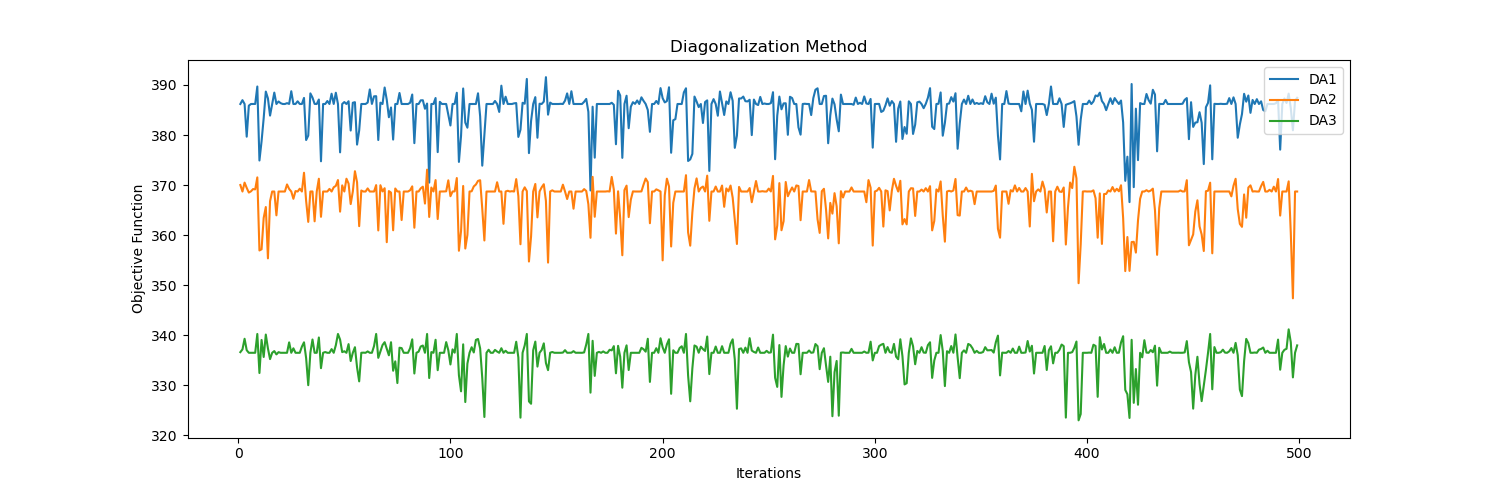 Diagonalization Method
DA1
DA2
DA3
Objective Function
390
380
370
360
350
340
330
320
0 100 200 300 400 500
Iterations